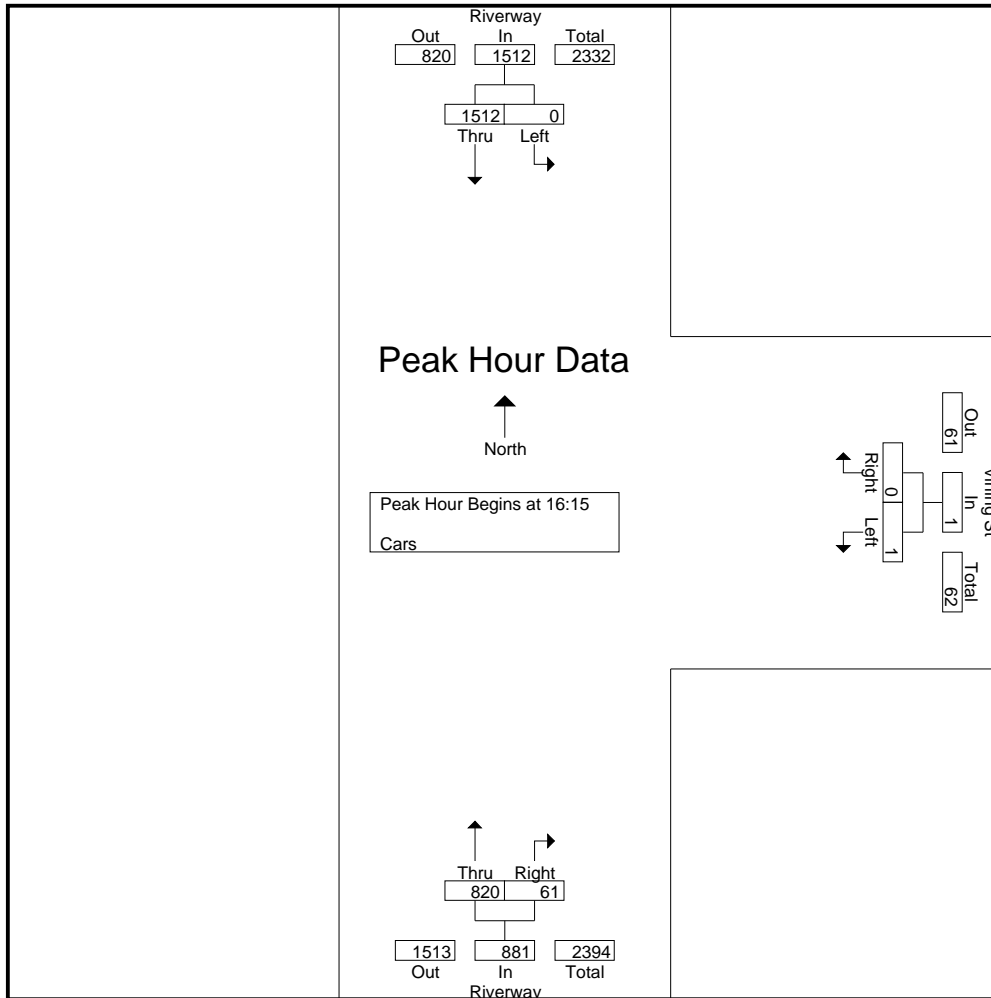 Riverway
Out In Total
820 1512 2332
1512 0
Thru Left
Peak Hour Data
North
Peak Hour Begins at 16:15
Cars
Out In Total
61 1 62
Right Left
0 1
Thru Right
820 61
1513 881 2394
Out In Total
Riverway